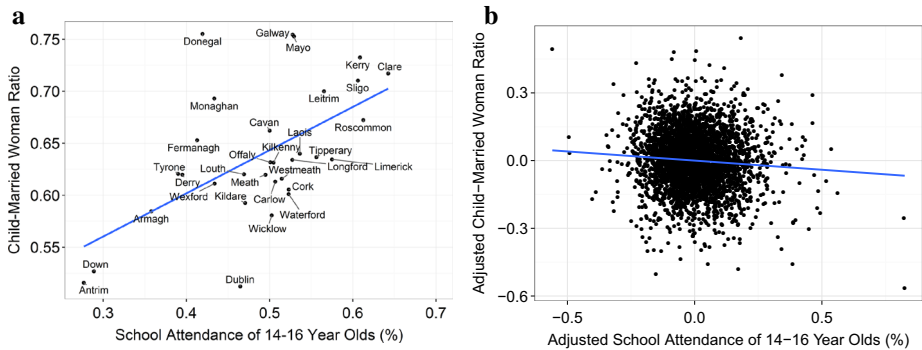 a
Child-Married Woman Ratio
0.75
0.70
0.65
0.60
0.55
Donegal
Galway
Mayo
Kerry
Clare
Sligo
Leitrim
Monaghan
Roscommon
Cavan
Laois
Fermanagh
Kilkenny
Tipperary
Offaly
Tyrone
Louth
Westmeath
Longford
Limerick
Derry
Meath
Wexford
Kildare
Carlow
Cork
Armagh
Waterford
Wicklow
Down
Dublin
Antrim
0.3
0.4
0.5
0.6
0.7
School Attendance of 14-16 Year Olds (%)
b
Adjusted Child−Married Woman Ratio
0.3
0.0
−0.3
−0.6
−0.5
0.0
0.5
Adjusted School Attendance of 14−16 Year Olds (%)